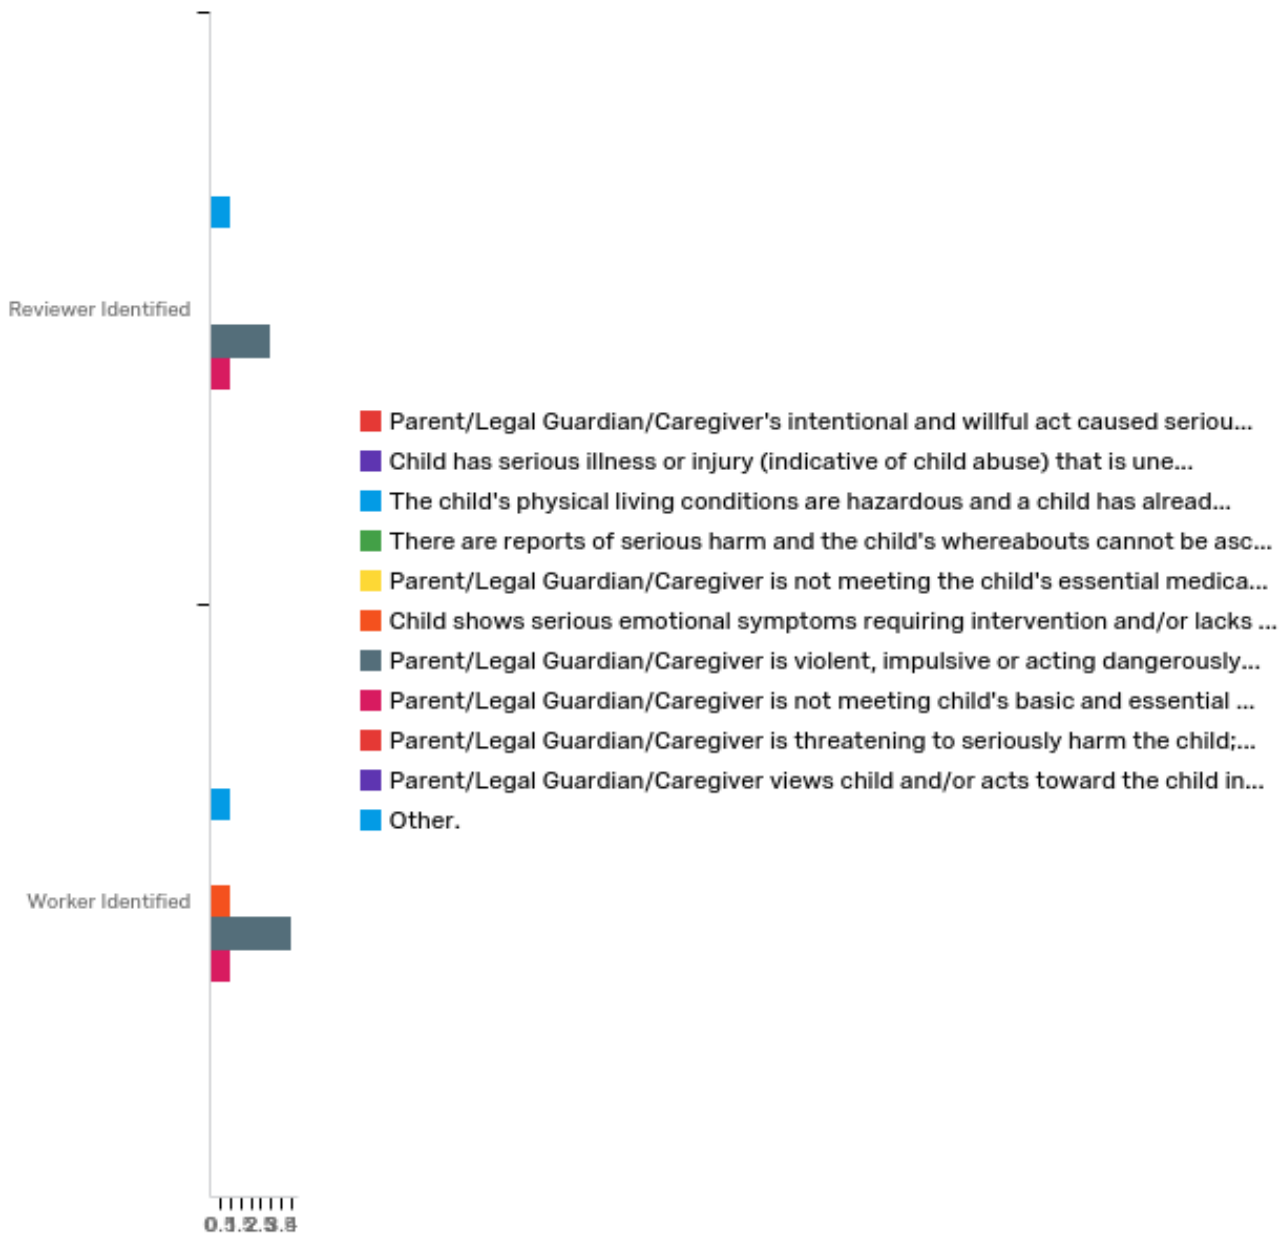 Reviewer Identified
Parent/Legal Guardian/Caregiver's intentional and willful act caused seriou...
Child has serious illness or injury (indicative of child abuse) that is une...
The child's physical living conditions are hazardous and a child has alread...
There are reports of serious harm and the child's whereabouts cannot be asc...
Parent/Legal Guardian/Caregiver is not meeting the child's essential medica...
Child shows serious emotional symptoms requiring intervention and/or lacks ...
Parent/Legal Guardian/Caregiver is violent, impulsive or acting dangerously...
Parent/Legal Guardian/Caregiver is not meeting child's basic and essential ...
Parent/Legal Guardian/Caregiver is threatening to seriously harm the child;...
Parent/Legal Guardian/Caregiver views child and/or acts toward the child in...
Other.
Worker Identified